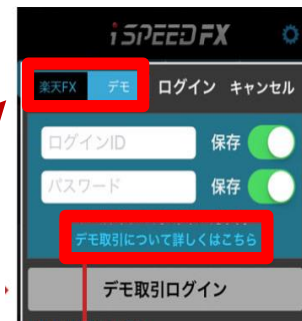 iSPEED FX
楽天FX デモ ログイン キャンセル
ログインID 保存
パスワード 保存
デモ取引について詳しくはこちら
デモ取引ログイン